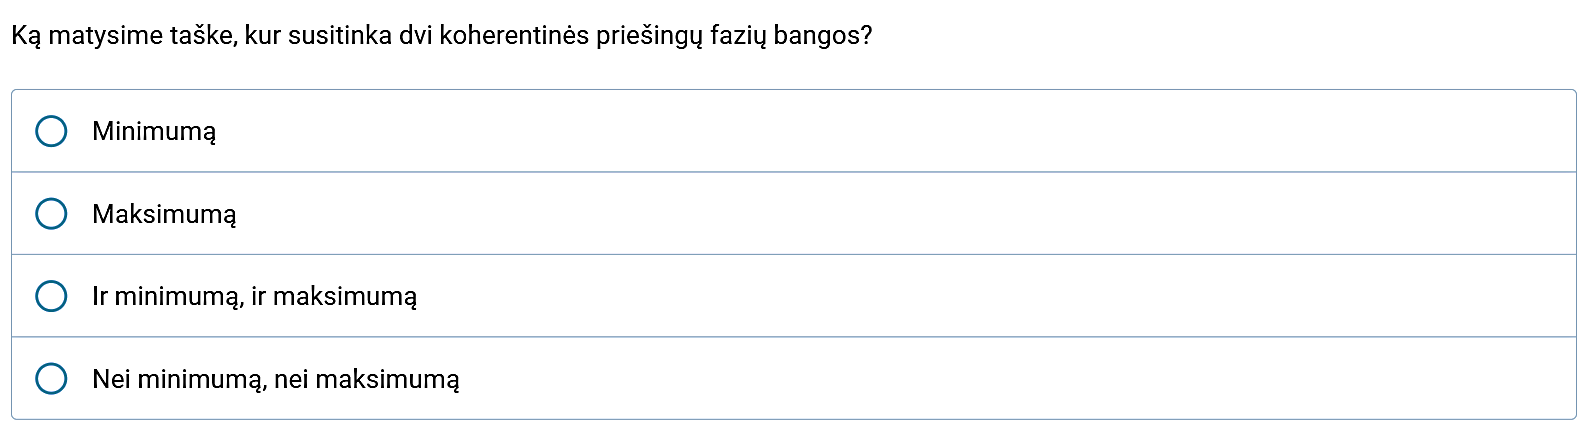 Ką matysime taške, kur susitinka dvi koherentinės priešingų fazių bangos?
Minimumą
Maksimumą
Ir minimumą, ir maksimumą
Nei minimumą, nei maksimumą